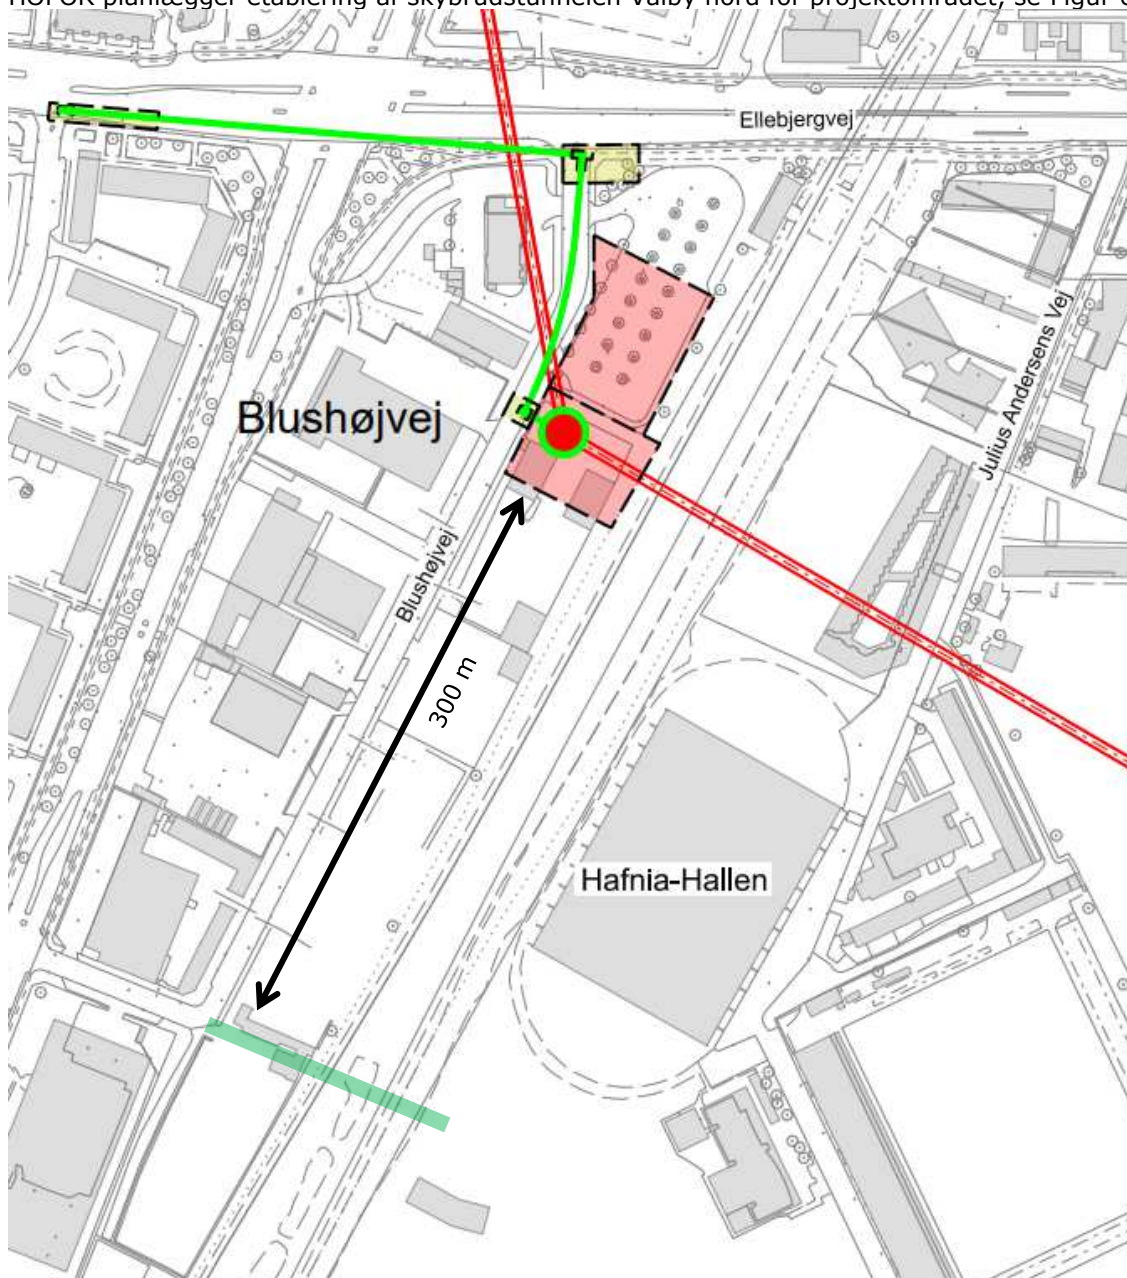 HOFOR planlægger etablering af skybrudstunnelen Valby nord for projektområdet, se Figur
Ellebjergvej
Julius Andersens Vej
Blushøjvej
Blushøjvej
300 m
Hafnia-Hallen